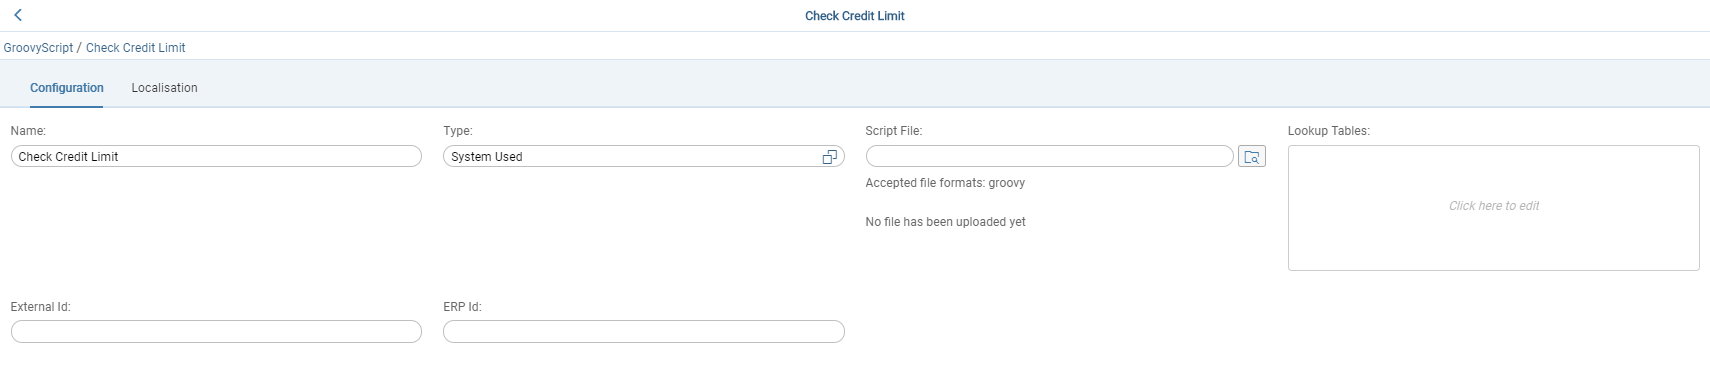 Check Credit Limit
GroovyScript / Check Credit Limit
Configuration
Localisation
Name:
Check Credit Limit
Type:
System Used
Script File:
Accepted file formats: groovy
No file has been uploaded yet
Lookup Tables:
Click here to edit
External Id:
ERP Id: